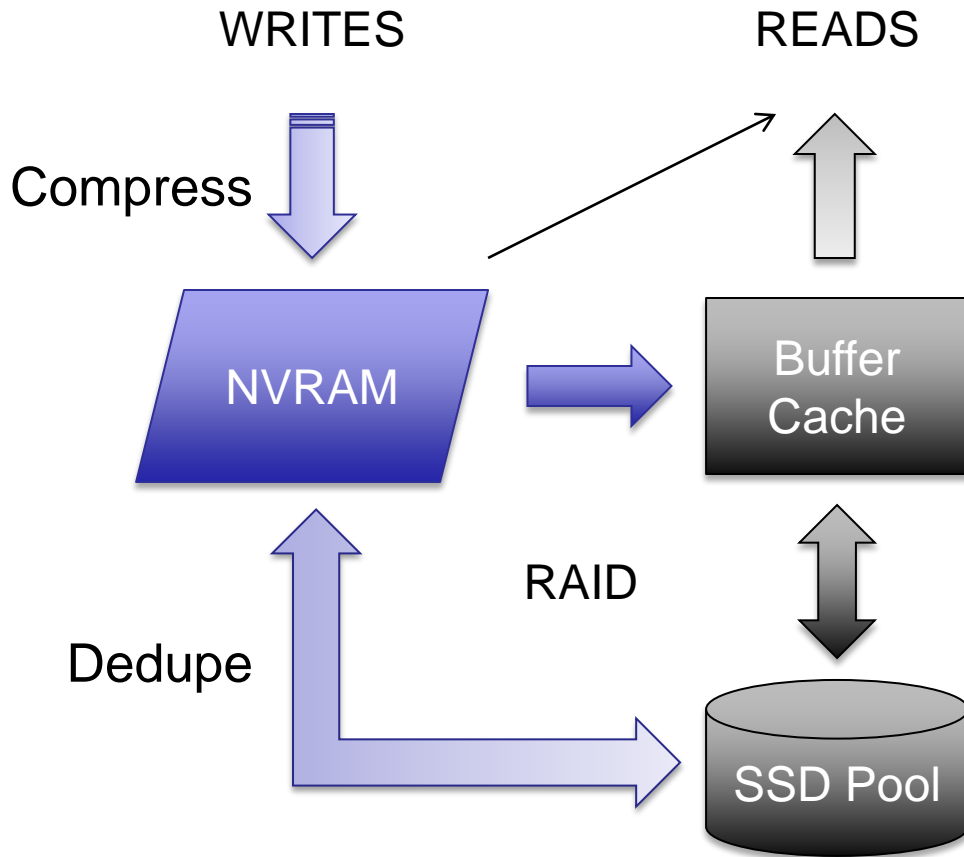 WRITES
READS
Compress
NVRAM
Buffer
Cache
RAID
Dedupe
SSD Pool